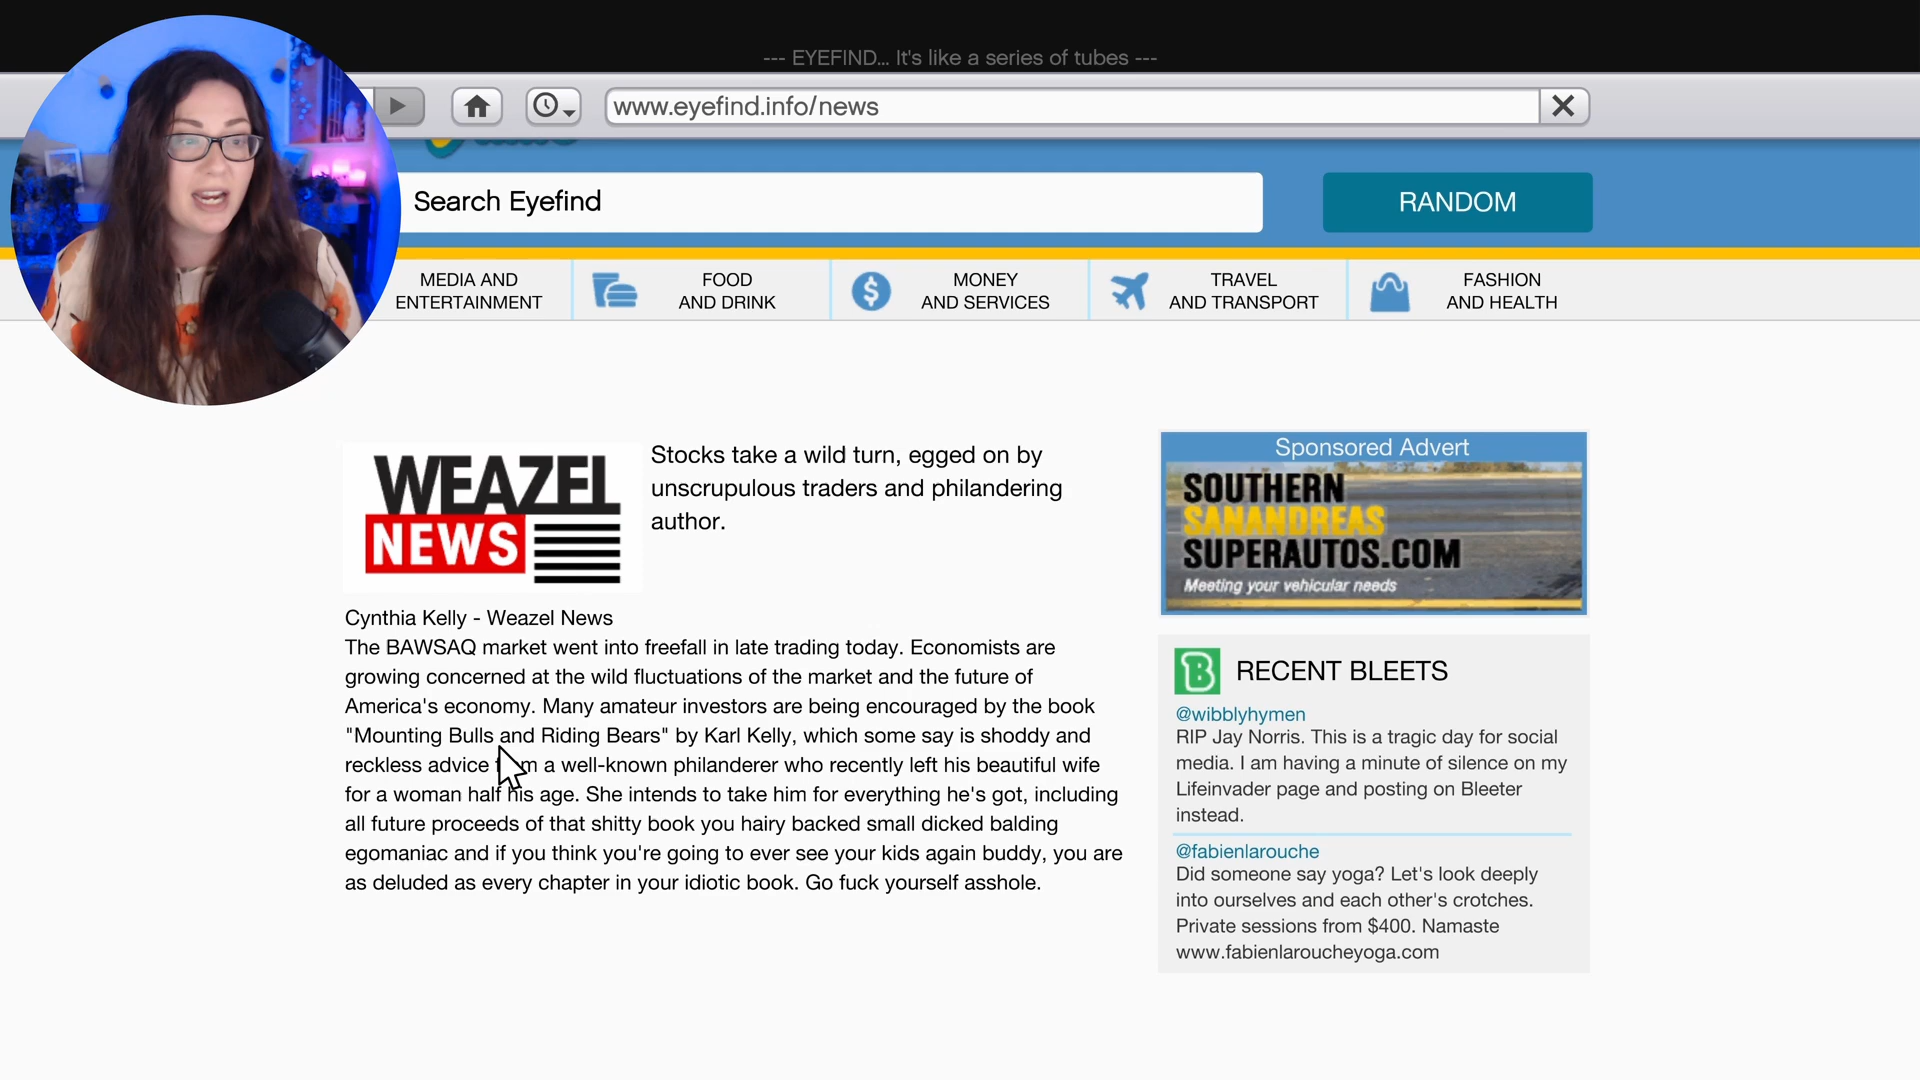 --- EYEFIND... It's like a series of tubes ---
www.eyefind.info/news
Search Eyefind
RANDOM
MEDIA AND
ENTERTAINMENT
FOOD
AND DRINK
MONEY
AND SERVICES
TRAVEL
AND TRANSPORT
FASHION
AND HEALTH
WEAZEL
NEWS
Stocks take a wild turn, egged on by
unscrupulous traders and philandering
author.
Cynthia Kelly - Weazel News
The BAWSAQ market went into freefall in late trading today. Economists are
growing concerned at the wild fluctuations of the market and the future of
America's economy. Many amateur investors are being encouraged by the book
"Mounting Bulls and Riding Bears" by Karl Kelly, which some say is shoddy and
reckless advice from a well-known philanderer who recently left his beautiful wife
for a woman half his age. She intends to take him for everything he's got, including
all future proceeds of that shitty book you hairy backed small dicked balding
egomaniac and if you think you're going to ever see your kids again buddy, you are
as deluded as every chapter in your idiotic book. Go fuck yourself asshole.
Sponsored Advert
SOUTHERN
SANANDREAS
SUPERAUTOS.COM
Meeting your vehicular needs
RECENT BLEETS
@wibblyhymen
RIP Jay Norris. This is a tragic day for social
media. I am having a minute of silence on my
Lifeinvader page and posting on Bleeter
instead.
@fabienlarouche
Did someone say yoga? Let's look deeply
into ourselves and each other's crotches.
Private sessions from $400. Namaste
www.fabienlaroucheyoga.com